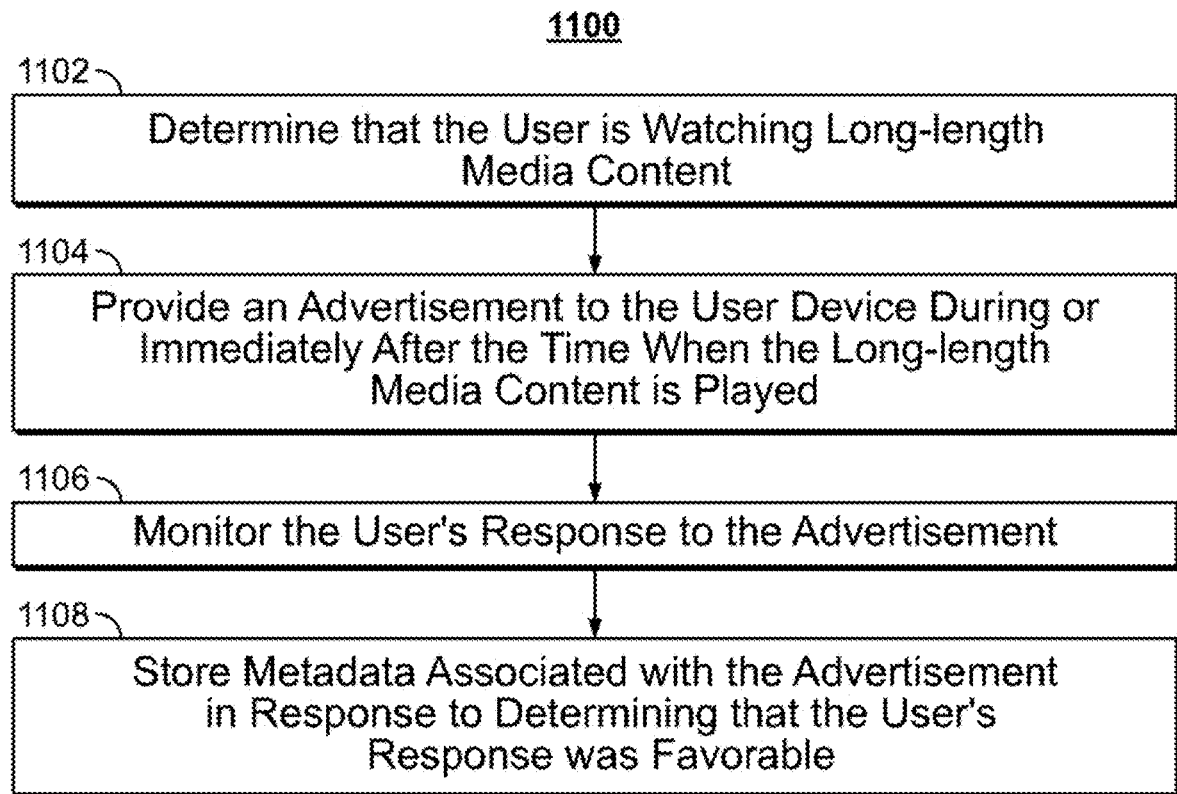 1100
1102
Determine that the User is Watching Long-length
Media Content
1104
Provide an Advertisement to the User Device During or
Immediately After the Time When the Long-length
Media Content is Played
1106
Monitor the User's Response to the Advertisement
1108
Store Metadata Associated with the Advertisement
in Response to Determining that the User's
Response was Favorable